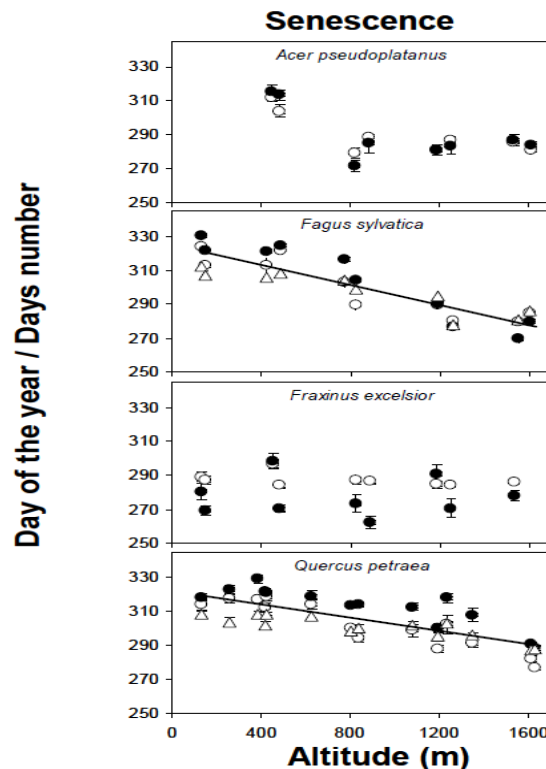 Senescence
Day of the year / Days number
Acer pseudoplatanus
330
310
290
270
250
Fagus sylvatica
330
310
290
270
250
Fraxinus excelsior
330
310
290
270
250
Quercus petraea
330
310
290
270
250
0 400 800 1200 1600
Altitude (m)